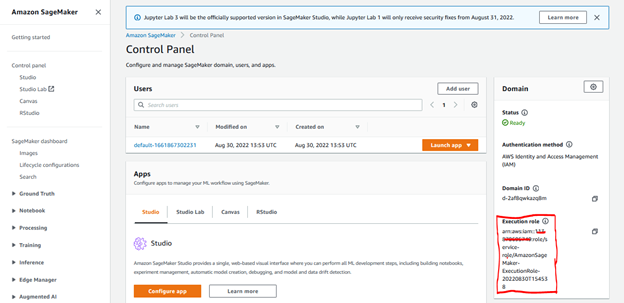 Amazon SageMaker
Getting started
Control panel
Studio
Studio Lab
Canvas
RStudio
SageMaker dashboard
Images
Lifecycle configurations
Search
Ground Truth
Notebook
Processing
Training
Inference
Edge Manager
Augmented AI
Jupyter Lab 3 will be the officially supported version in SageMaker Studio, while Jupyter Lab 1 will only receive security fixes from August 31, 2022.
Learn more
Amazon SageMaker > Control Panel
Control Panel
Configure and manage SageMaker domain, users, and apps.
Users
Add user
Search users
1
Name Modified on Created on
default-1661867302231 Aug 30, 2022 13:53 UTC Aug 30, 2022 13:53 UTC Launch app
Apps
Configure apps to manage your ML workflow using SageMaker.
Studio Studio Lab Canvas RStudio
Studio
Amazon SageMaker Studio provides a single, web-based visual interface where you can perform all ML development steps, including building notebooks,
experiment management, automatic model creation, debugging, and model and data drift detection.
Configure app Learn more
Domain
Status
Ready
Authentication method
AWS Identity and Access Management
(IAM)
Domain ID
d-2af8qwkazq8m
Execution role
arn:aws:iam::
:role/s
ervice-
role/AmazonSage
Maker-
ExecutionRole-
20220830T15453
8